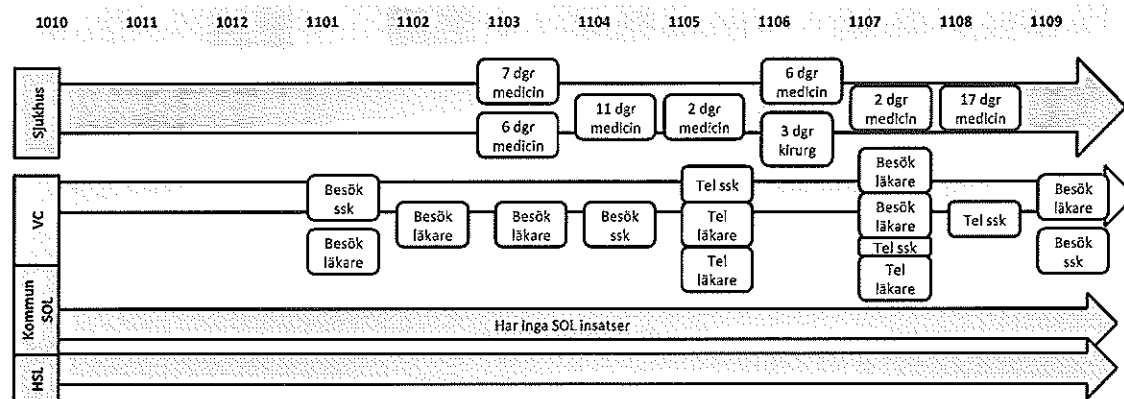 1010 1011 1012 1101 1102 1103 1104 1105 1106 1107 1108 1109
Sjukhus
7 dgr
medicin
6 dgr
medicin
11 dgr
medicin
2 dgr
medicin
6 dgr
medicin
3 dgr
kirurg
2 dgr
medicin
17 dgr
medicin
VC
Besök
ssk
Besök
läkare
Besök
läkare
Besök
läkare
Besök
ssk
Tel ssk
Tel
läkare
Tel
läkare
Besök
läkare
Besök
läkare
Tel ssk
Tel
läkare
Tel ssk
Besök
läkare
Besök
ssk
Kommun
SOL
Har inga SOL insatser
HSL